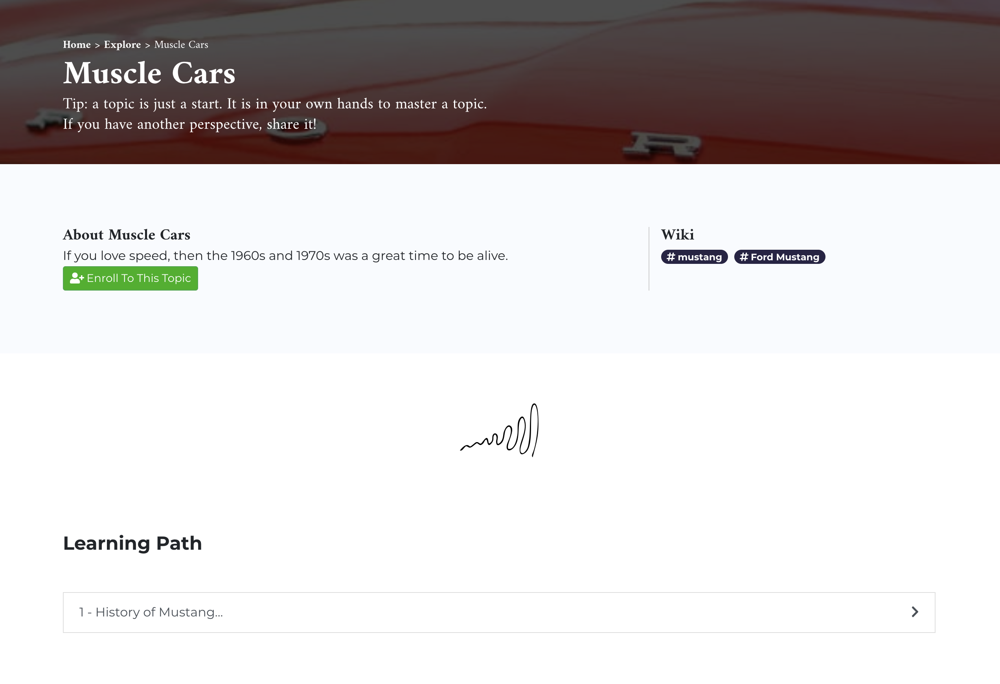 Home > Explore > Muscle Cars
Muscle Cars
Tip: a topic is just a start. It is in your own hands to master a topic.
If you have another perspective, share it!
F O R
About Muscle Cars
If you love speed, then the 1960s and 1970s was a great time to be alive.
Enroll To This Topic
Wiki
# mustang # Ford Mustang
Learning Path
1 - History of Mustang...